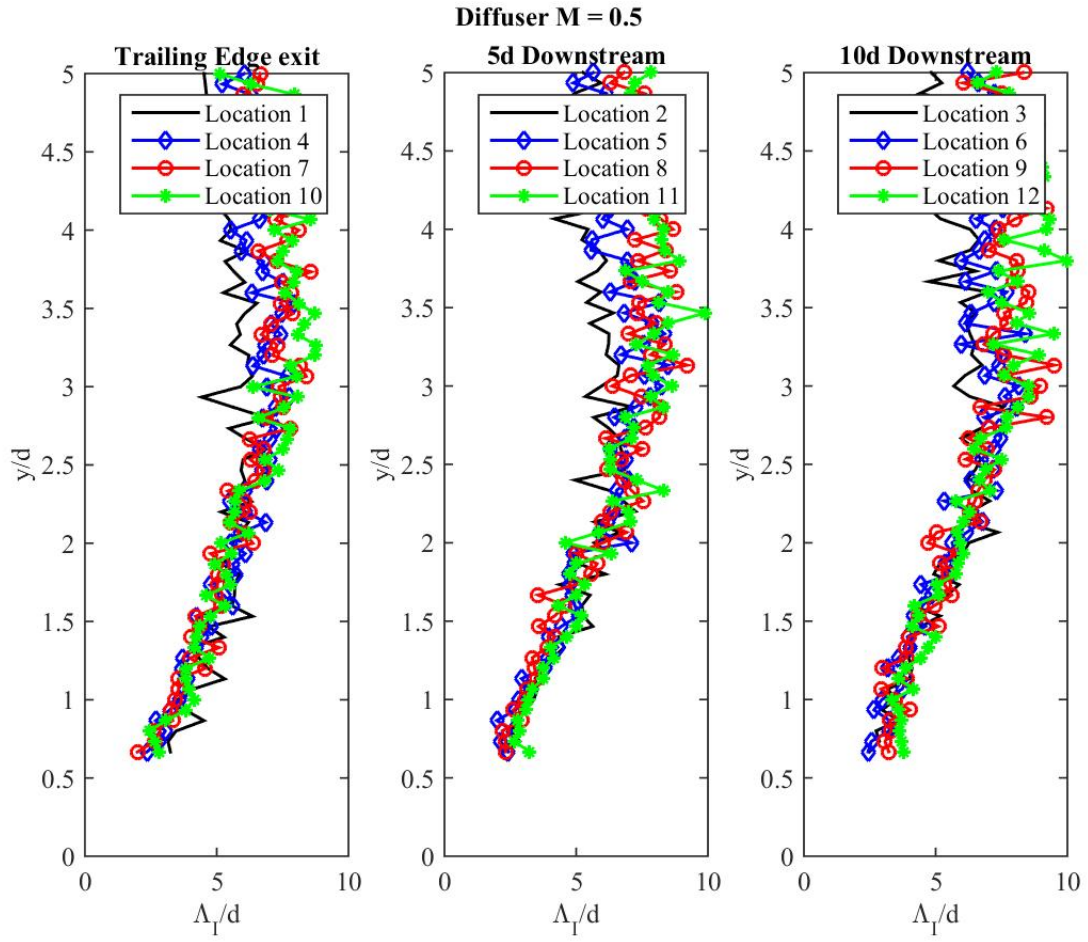 Diffuser M = 0.5
Trailing Edge exit
5
4.5
4
3.5
3
2.5
2
1.5
1
0.5
0
0 5 10
y/d
Λ_I/d
Location 1
Location 4
Location 7
Location 10
5d Downstream
5
4.5
4
3.5
3
2.5
2
1.5
1
0.5
0
0 5 10
y/d
Λ_I/d
Location 2
Location 5
Location 8
Location 11
10d Downstream
5
4.5
4
3.5
3
2.5
2
1.5
1
0.5
0
0 5 10
y/d
Λ_I/d
Location 3
Location 6
Location 9
Location 12